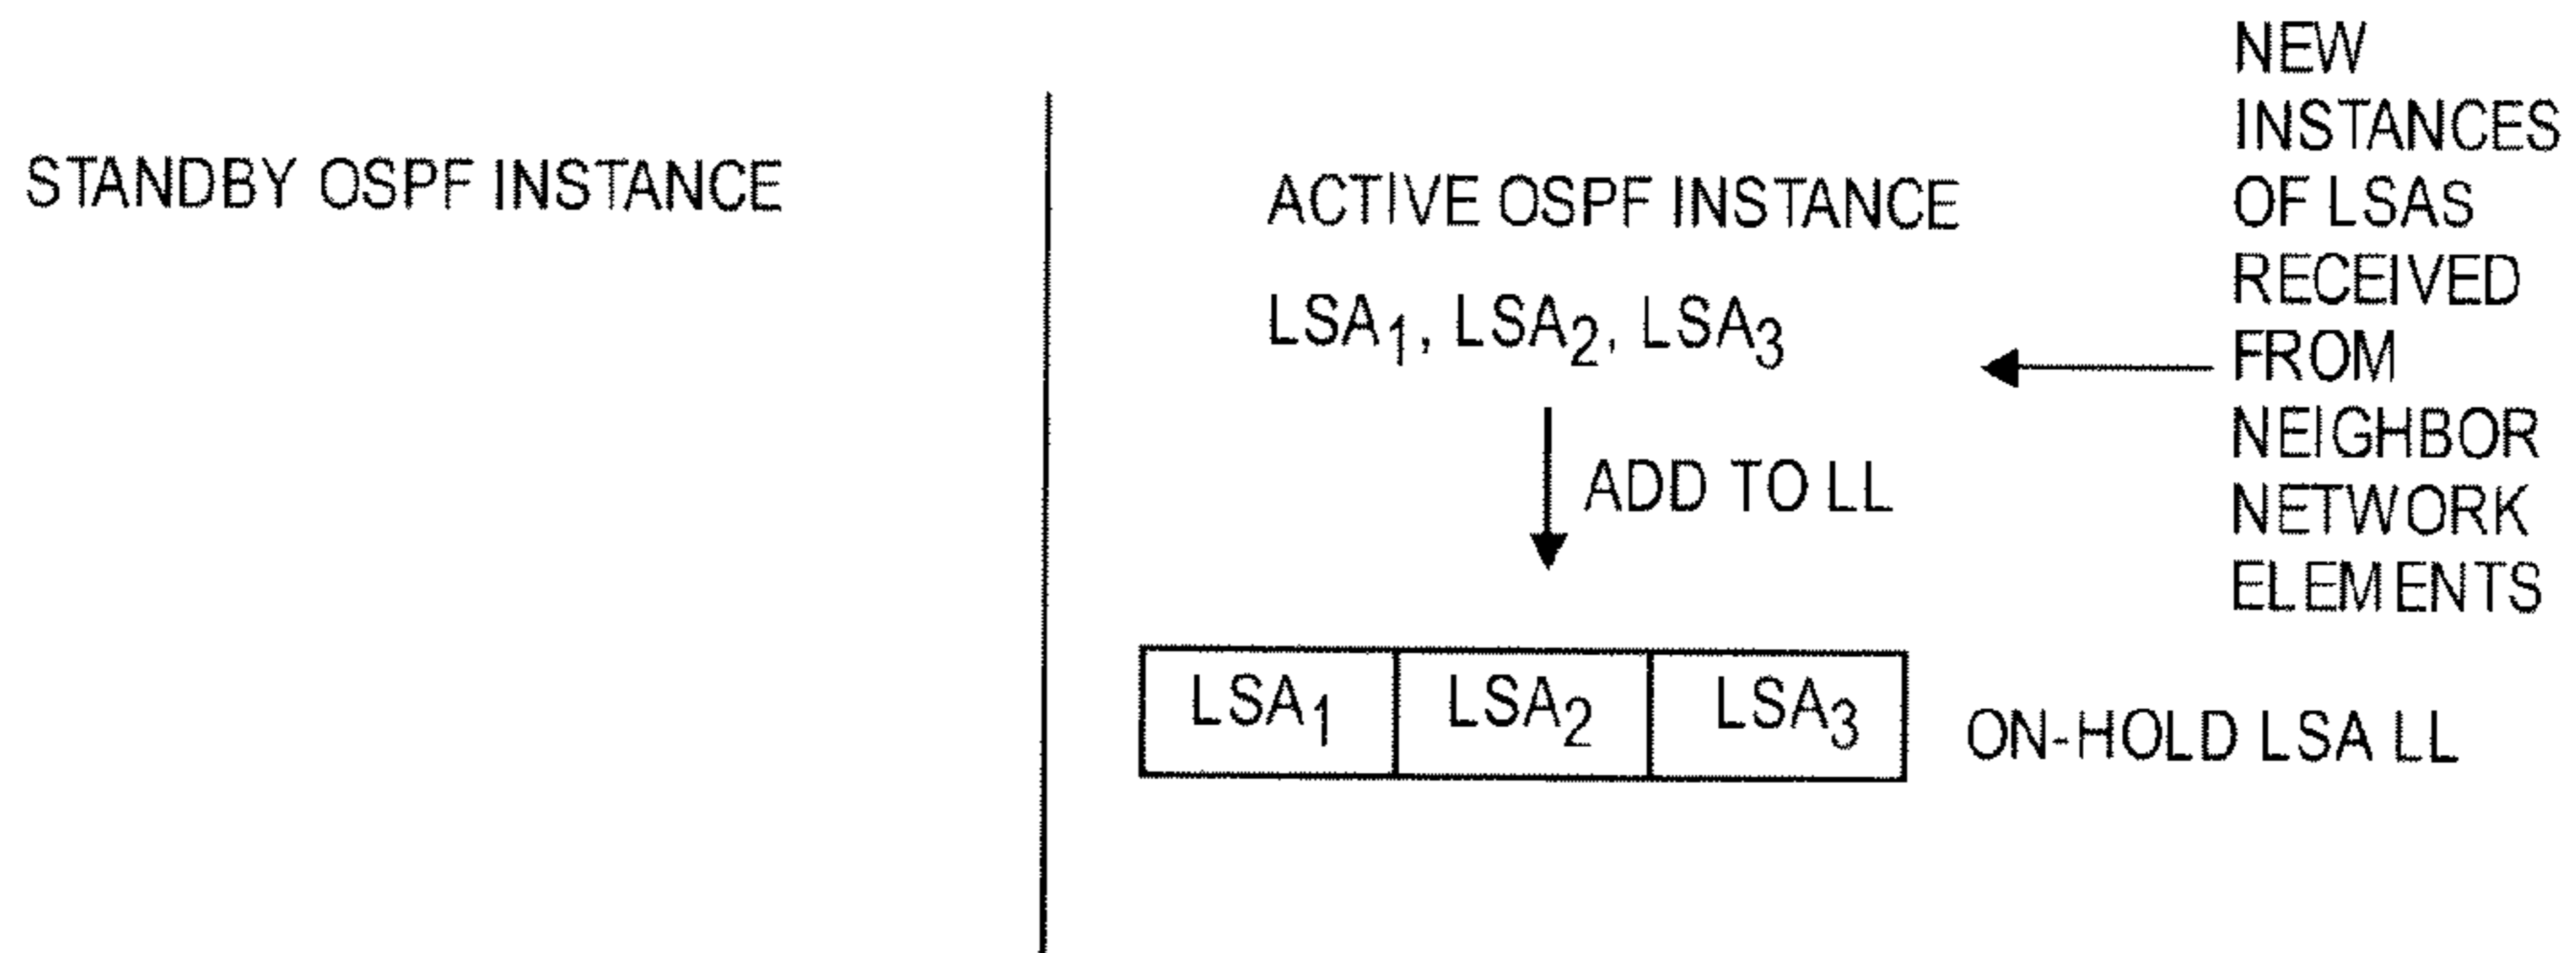 STANDBY OSPF INSTANCE
ACTIVE OSPF INSTANCE
LSA₁, LSA₂, LSA₃
NEW
INSTANCES
OF LSAS
RECEIVED
FROM
NEIGHBOR
NETWORK
ELEMENTS
ADD TO LL
LSA₁ LSA₂ LSA₃
ON-HOLD LSA LL